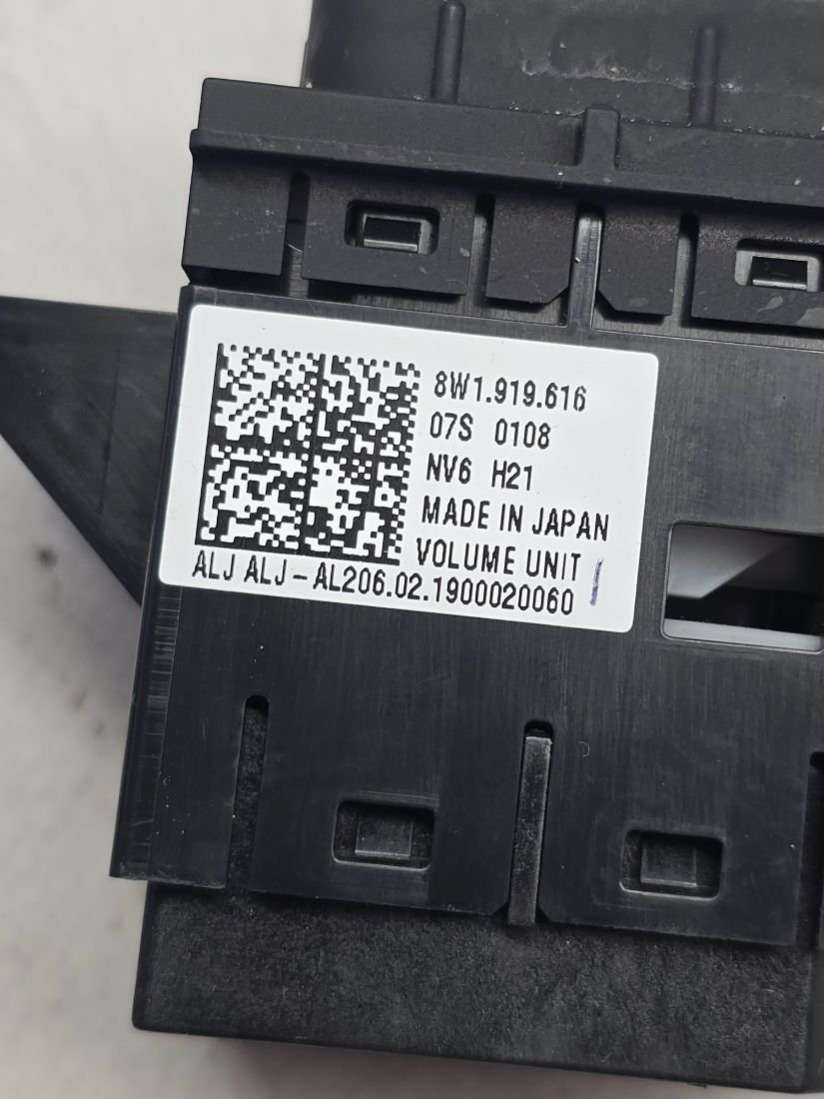 8W1.919.616
07S 0108
NV6 H21
MADE IN JAPAN
VOLUME UNIT
ALJ ALJ-AL206.02.1900020060